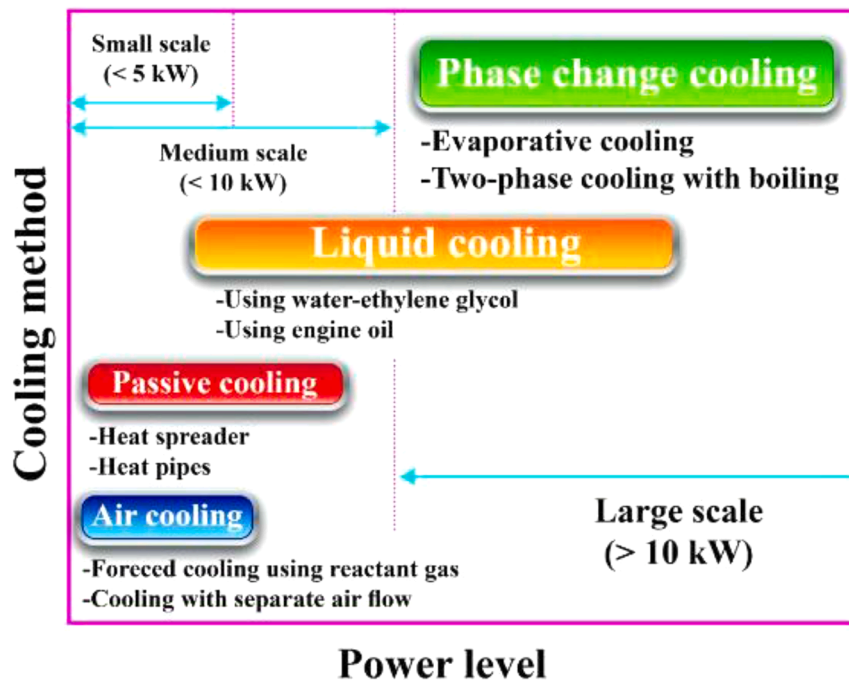 Small scale
(< 5 kW)
Phase change cooling
-Evaporative cooling
-Two-phase cooling with boiling
Medium scale
(< 10 kW)
Liquid cooling
-Using water-ethylene glycol
-Using engine oil
Passive cooling
-Heat spreader
-Heat pipes
Air cooling
-Foreced cooling using reactant gas
-Cooling with separate air flow
Large scale
(> 10 kW)
Cooling method
Power level